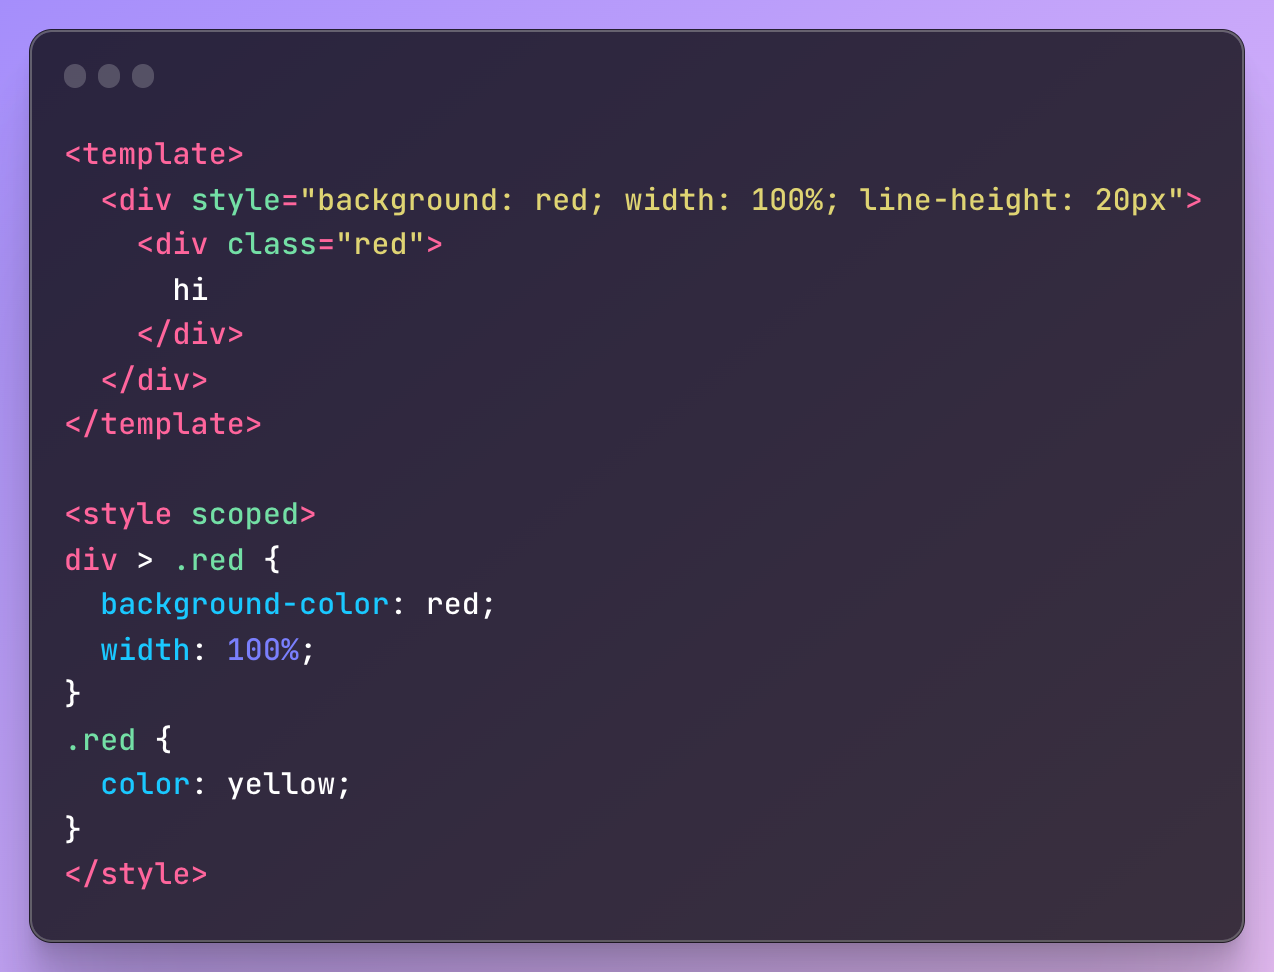 <template>
  <div style="background: red; width: 100%; line-height: 20px">
    <div class="red">
      hi
    </div>
  </div>
</template>

<style scoped>
div > .red {
  background-color: red;
  width: 100%;
}
.red {
  color: yellow;
}
</style>